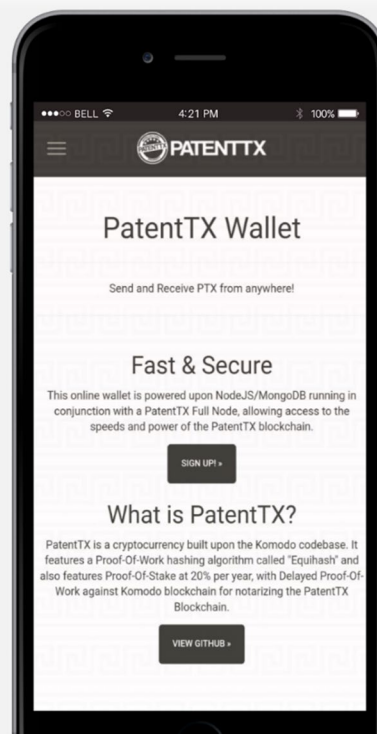 BELL 4:21 PM 100%
PATENTTX
PatentTX Wallet
Send and Receive PTX from anywhere!
Fast & Secure
This online wallet is powered upon NodeJS/MongoDB running in
conjunction with a PatentTX Full Node, allowing access to the
speeds and power of the PatentTX blockchain.
SIGN UP! »
What is PatentTX?
PatentTX is a cryptocurrency built upon the Komodo codebase. It
features a Proof-Of-Work hashing algorithm called "Equihash" and
also features Proof-Of-Stake at 20% per year, with Delayed Proof-Of-
Work against Komodo blockchain for notarizing the PatentTX
Blockchain.
VIEW GITHUB »